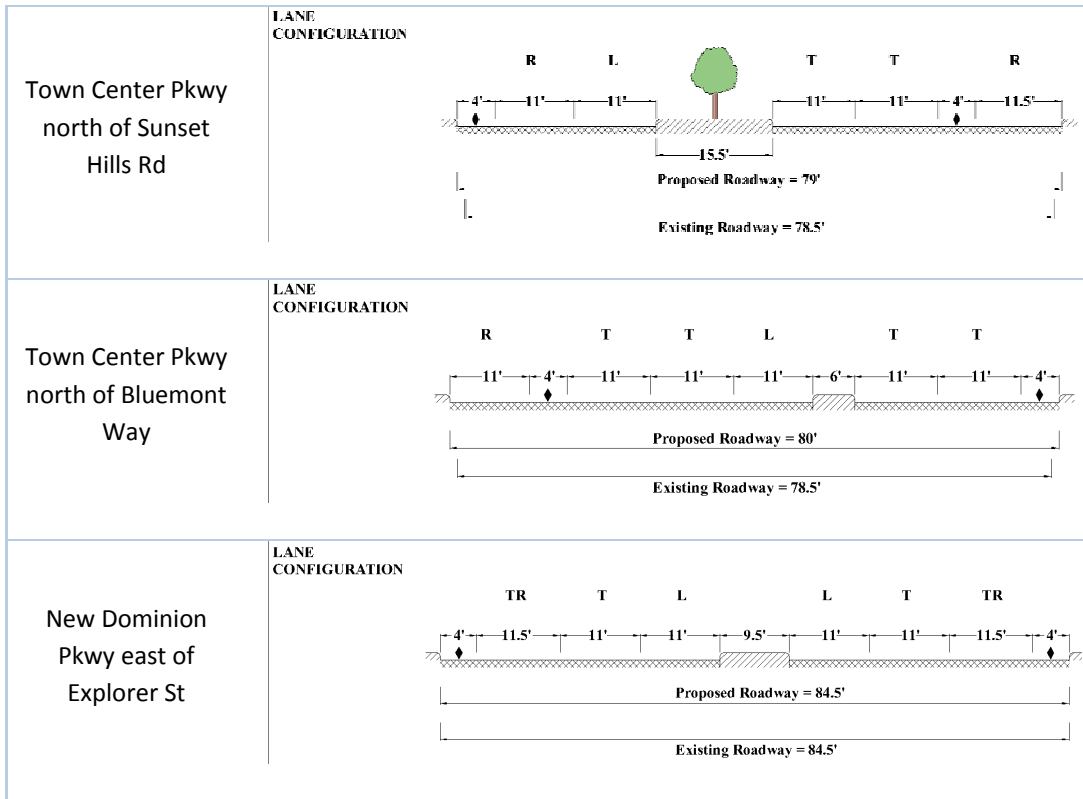 Town Center Pkwy
north of Sunset
Hills Rd
LANE
CONFIGURATION
R L T T R
4' 11' 11' 11' 11' 4' 11.5'
15.5'
Proposed Roadway = 79'
Existing Roadway = 78.5'
Town Center Pkwy
north of Bluemont
Way
LANE
CONFIGURATION
R T T L T T
11' 4' 11' 11' 11' 6' 11' 11' 4'
Proposed Roadway = 80'
Existing Roadway = 78.5'
New Dominion
Pkwy east of
Explorer St
LANE
CONFIGURATION
TR T L L T TR
4' 11.5' 11' 11' 9.5' 11' 11' 11.5' 4'
Proposed Roadway = 84.5'
Existing Roadway = 84.5'